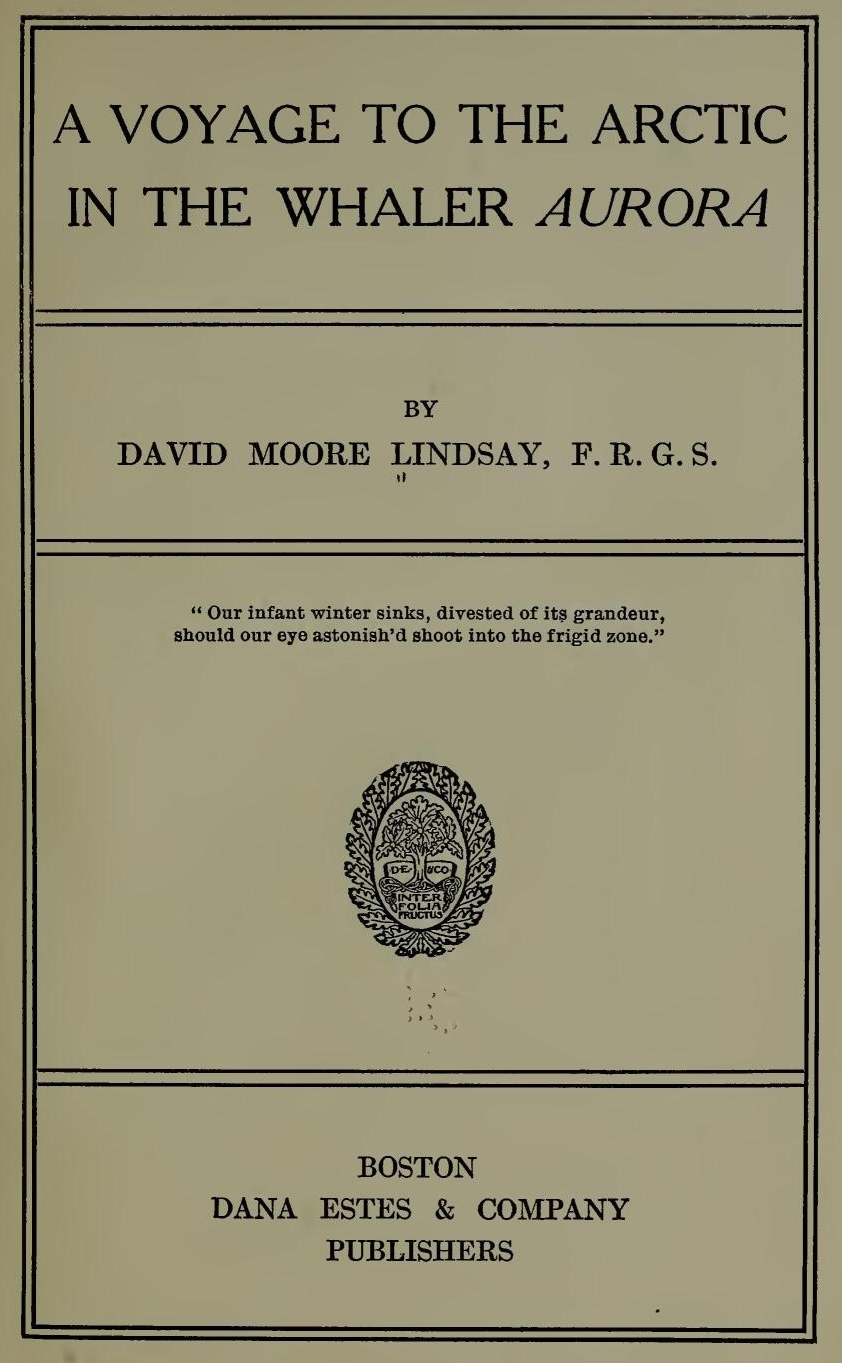 A VOYAGE TO THE ARCTIC
IN THE WHALER AURORA
BY
DAVID MOORE LINDSAY, F. R. G. S.
“ Our infant winter sinks, divested of its grandeur,
should our eye astonish’d shoot into the frigid zone.”
DE &CO
INTER
FOLIA
FRUCTUS
BOSTON
DANA ESTES & COMPANY
PUBLISHERS